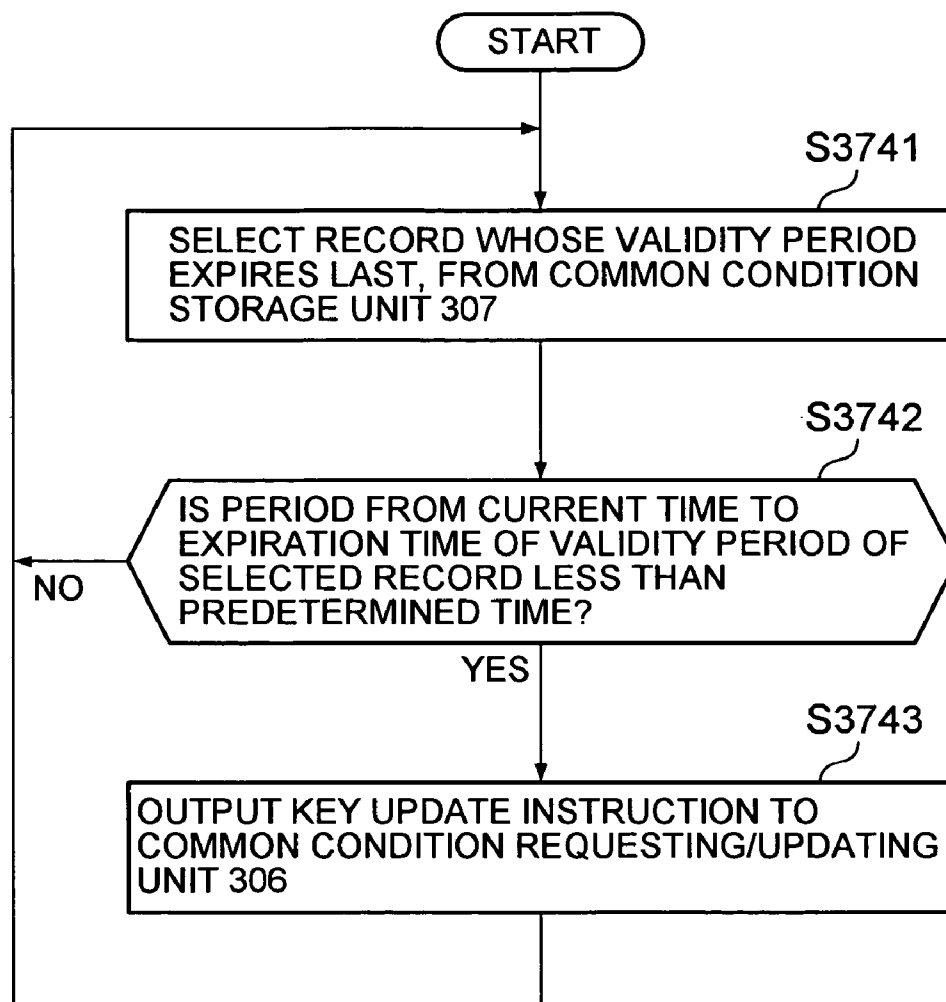 START
S3741
SELECT RECORD WHOSE VALIDITY PERIOD
EXPIRES LAST, FROM COMMON CONDITION
STORAGE UNIT 307
S3742
IS PERIOD FROM CURRENT TIME TO
EXPIRATION TIME OF VALIDITY PERIOD OF
SELECTED RECORD LESS THAN
PREDETERMINED TIME?
NO
YES
S3743
OUTPUT KEY UPDATE INSTRUCTION TO
COMMON CONDITION REQUESTING/UPDATING
UNIT 306